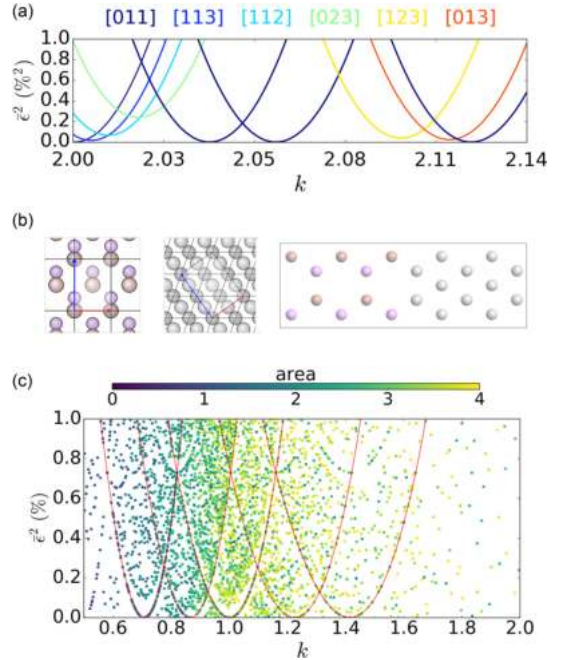 (a)
[011] [113] [112] [023] [123] [013]
1.0
0.8
0.6
0.4
0.2
0.0
ε̄² (%²)
2.00 2.03 2.05 2.08 2.11 2.14
k
(b)
(c)
area
0 1 2 3 4
1.0
0.8
0.6
0.4
0.2
0.0
ε̄² (%)
0.6 0.8 1.0 1.2 1.4 1.6 1.8 2.0
k